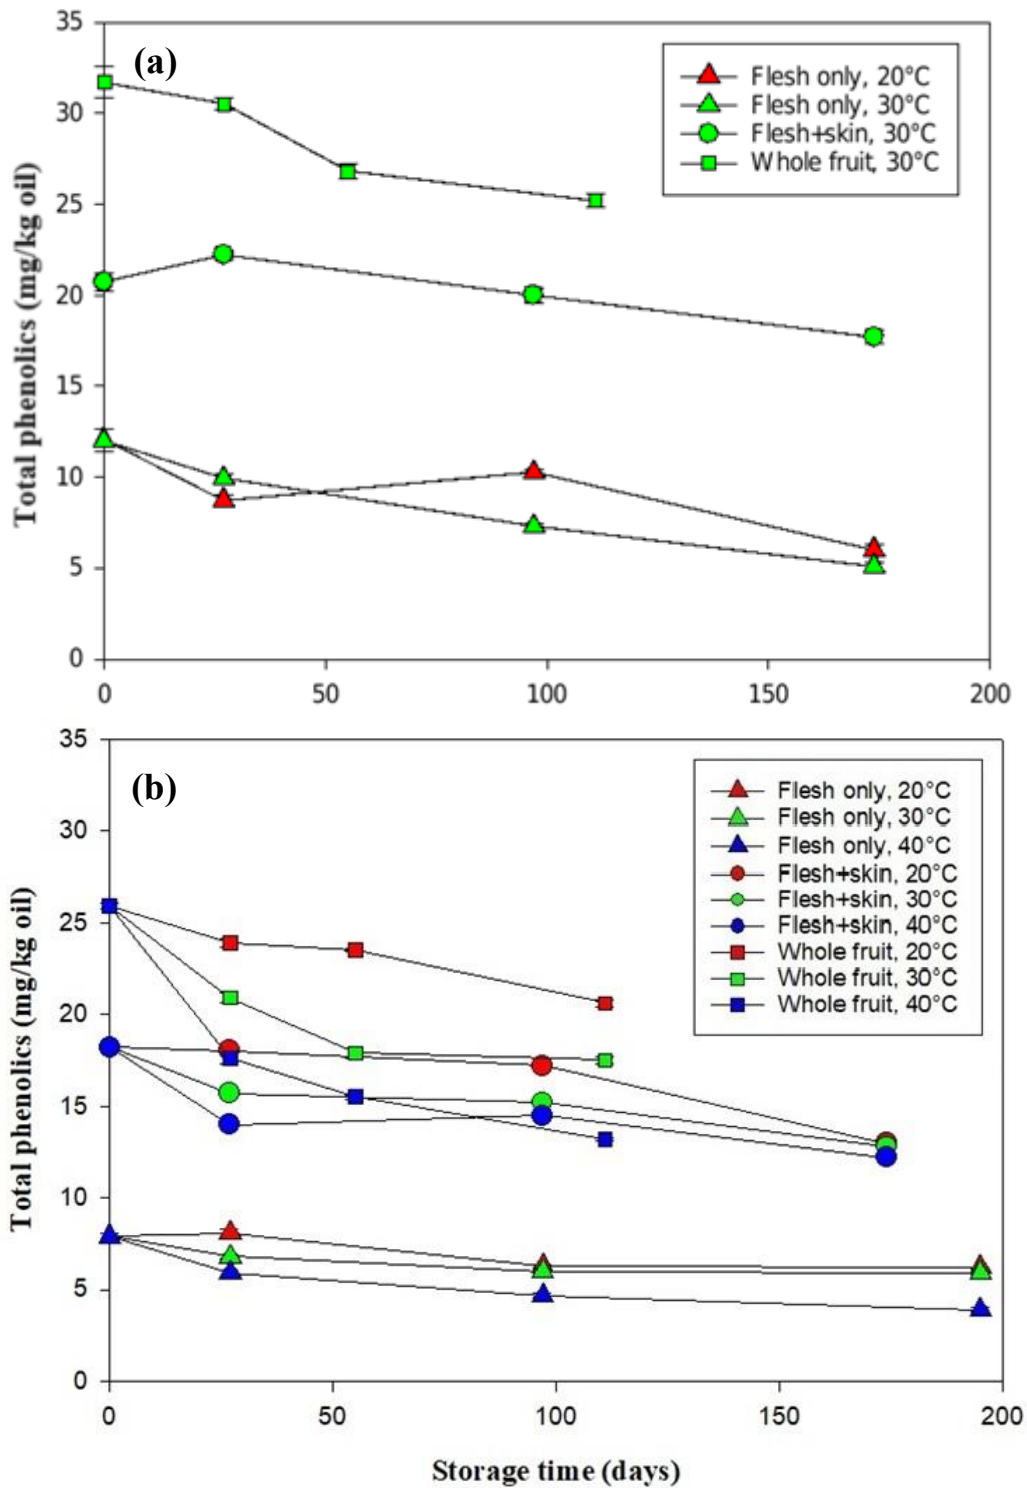 (a)
Flesh only, 20°C
Flesh only, 30°C
Flesh+skin, 30°C
Whole fruit, 30°C
Total phenolics (mg/kg oil)
35
30
25
20
15
10
5
0
0 50 100 150 200
(b)
Flesh only, 20°C
Flesh only, 30°C
Flesh only, 40°C
Flesh+skin, 20°C
Flesh+skin, 30°C
Flesh+skin, 40°C
Whole fruit, 20°C
Whole fruit, 30°C
Whole fruit, 40°C
Total phenolics (mg/kg oil)
35
30
25
20
15
10
5
0
0 50 100 150 200
Storage time (days)